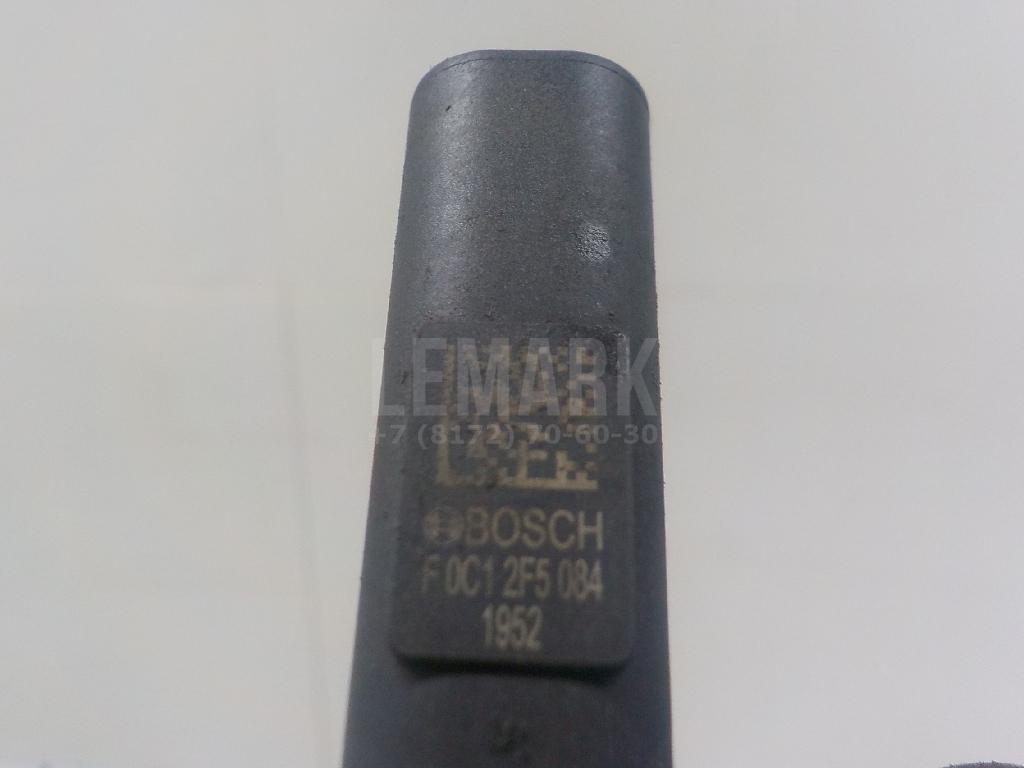 LEMARK
+7 (8172) 70-60-30
BOSCH
F 0C1 2F5 084
1952